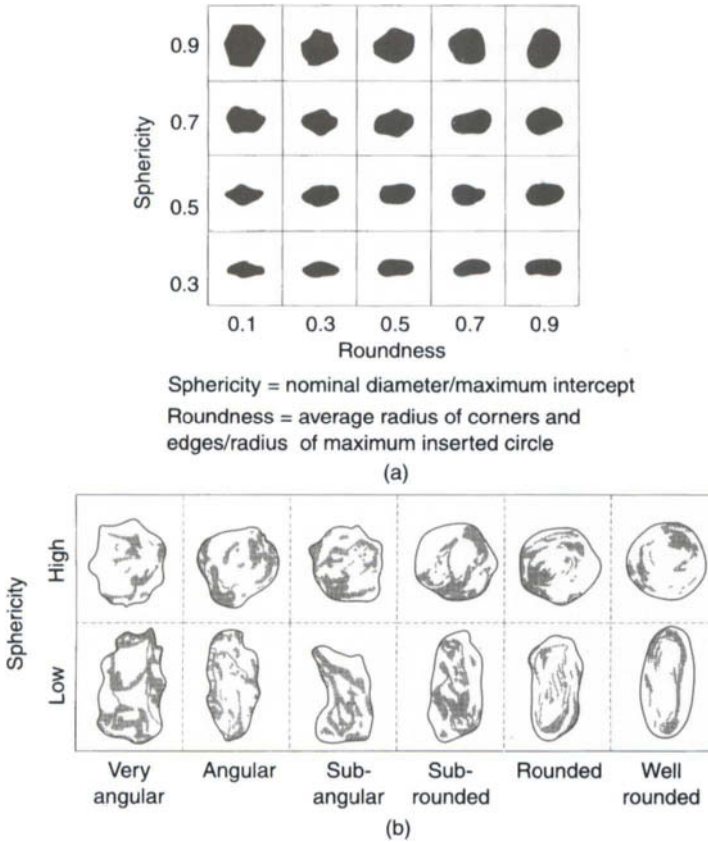 0.9
0.7
0.5
0.3
Sphericity
0.1 0.3 0.5 0.7 0.9
Roundness
Sphericity = nominal diameter/maximum intercept
Roundness = average radius of corners and
edges/radius of maximum inserted circle
(a)
Sphericity
High
Low
Very
angular
Angular
Sub-
angular
Sub-
rounded
Rounded
Well
rounded
(b)